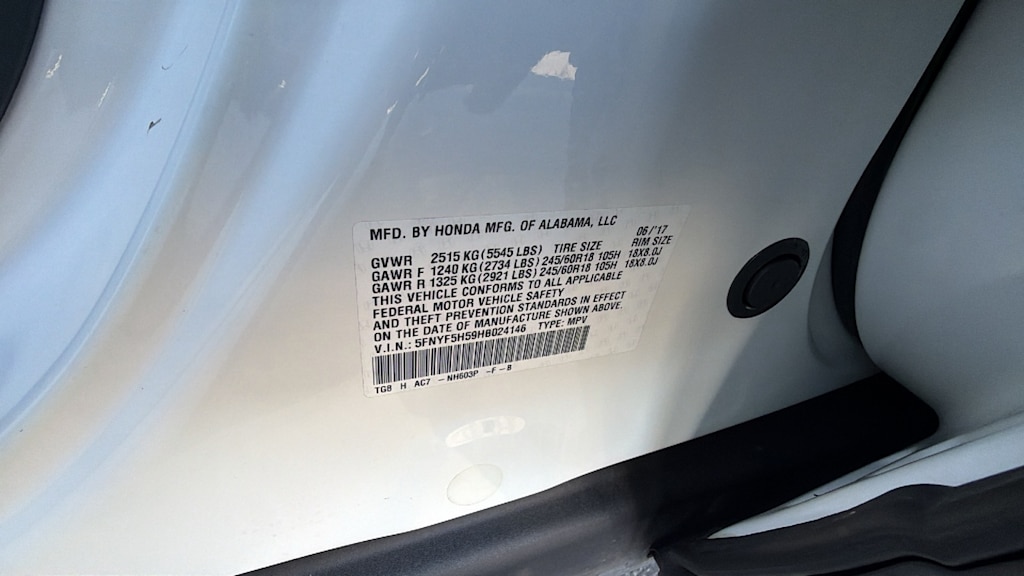 MFD. BY HONDA MFG. OF ALABAMA, LLC 06/'17
GVWR 2515 KG (5545 LBS) TIRE SIZE RIM SIZE
GAWR F 1240 KG (2734 LBS) 245/60R18 105H 18X8.0J
GAWR R 1325 KG (2921 LBS) 245/60R18 105H 18X8.0J
THIS VEHICLE CONFORMS TO ALL APPLICABLE
FEDERAL MOTOR VEHICLE SAFETY
AND THEFT PREVENTION STANDARDS IN EFFECT
ON THE DATE OF MANUFACTURE SHOWN ABOVE.
V.I.N.: 5FNYF5H59HB024146 TYPE: MPV
TG8 H AC7 -NH603P -F-B